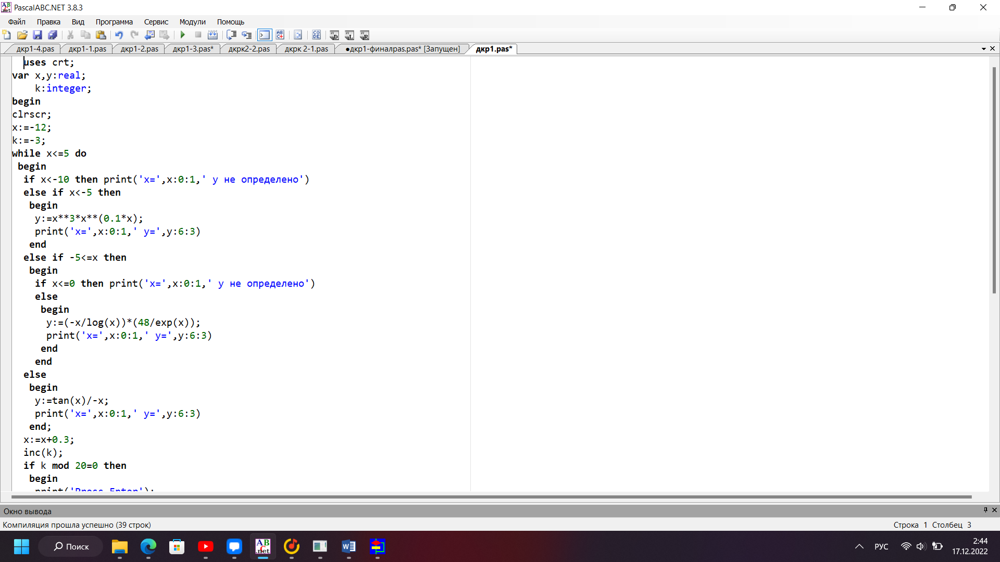 PascalABC.NET 3.8.3
Файл Правка Вид Программа Сервис Модули Помощь
дкр1-4.pas дкр1-1.pas дкр1-2.pas дкр1-3.pas* дкрк2-2.pas дкрк 2-1.pas ●дкр1-финалpas.pas* [Запущен] дкр1.pas*
uses crt;
var x,y:real;
k:integer;
begin
clrscr;
x:=-12;
k:=-3;
while x<=5 do
begin
if x<-10 then print('x=',x:0:1,' y не определено')
else if x<-5 then
begin
y:=x**3*x**(0.1*x);
print('x=',x:0:1,' y=',y:6:3)
end
else if -5<=x then
begin
if x<=0 then print('x=',x:0:1,' y не определено')
else
begin
y:=(-x/log(x))*(48/exp(x));
print('x=',x:0:1,' y=',y:6:3)
end
end
else
begin
y:=tan(x)/-x;
print('x=',x:0:1,' y=',y:6:3)
end;
x:=x+0.3;
inc(k);
if k mod 20=0 then
begin
print('Press Enter');
Окно вывода
Компиляция прошла успешно (39 строк) Строка 1 Столбец 3
Поиск РУС 2:44
17.12.2022